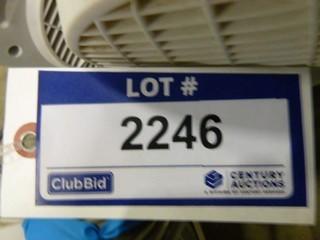 LOT #
2246
ClubBid
CENTURY
AUCTIONS